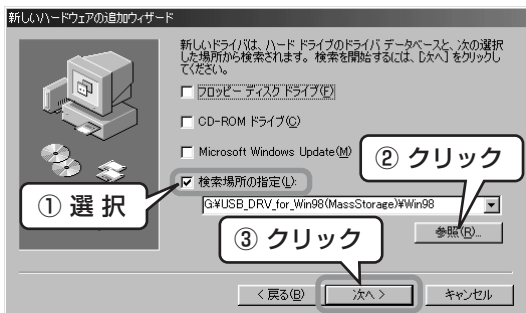 新しいハードウェアの追加ウィザード
新しいドライバは、ハード ドライブのドライバ データベースと、次の選択
した場所から検索されます。検索を開始するには、[次へ] をクリックし
てください。
フロッピー ディスク ドライブ(F)
CD-ROM ドライブ(C)
Microsoft Windows Update(M)
② クリック
検索場所の指定(L):
① 選 択
G:¥USB_DRV_for_Win98(MassStorage)¥Win98
③ クリック
参照(R)...
< 戻る(B)
次へ >
キャンセル